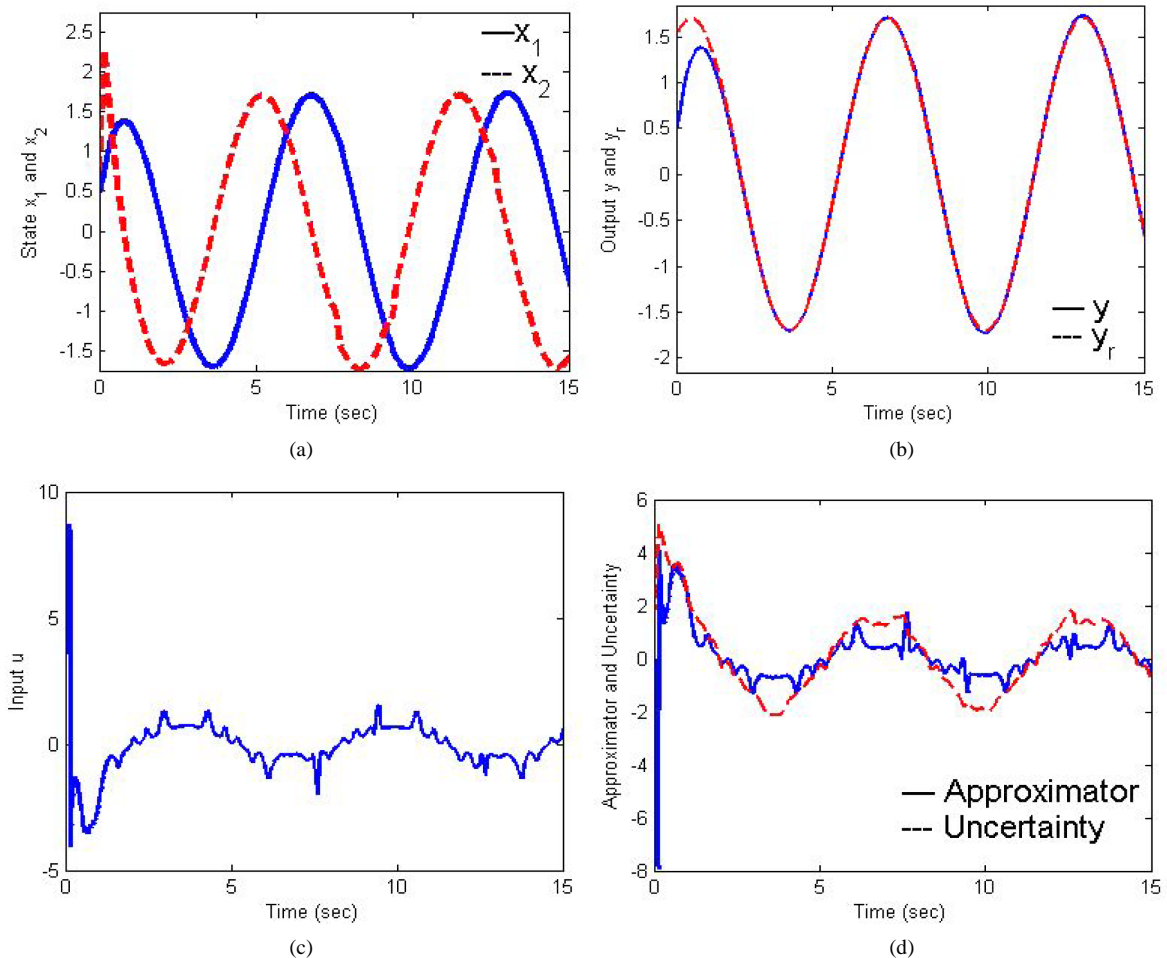 2.5
2
1.5
1
0.5
0
-0.5
-1
-1.5
State x1 and x2
x1
x2
0 5 10 15
Time (sec)
(a)
1.5
1
0.5
0
-0.5
-1
-1.5
-2
Output y and yr
y
yr
0 5 10 15
Time (sec)
(b)
10
5
0
-5
Input u
0 5 10 15
Time (sec)
(c)
6
4
2
0
-2
-4
-6
-8
Approximator and Uncertainty
Approximator
Uncertainty
0 5 10 15
Time (sec)
(d)